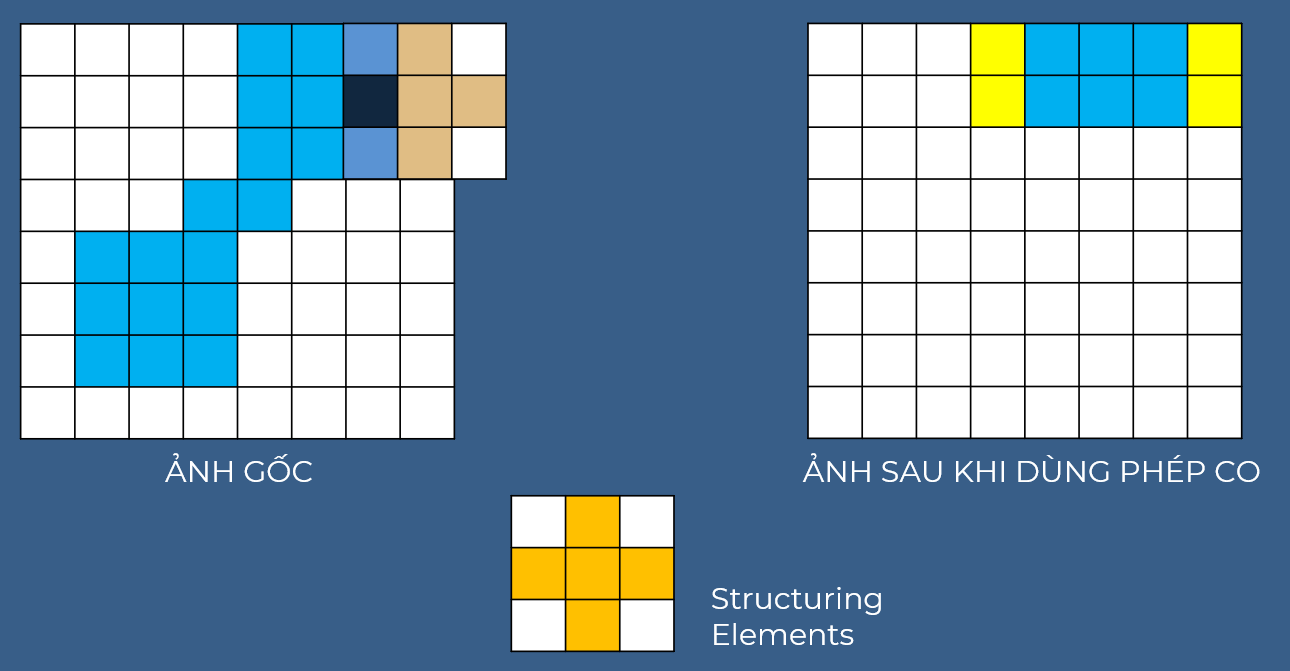 ẢNH GỐC
ẢNH SAU KHI DÙNG PHÉP CO
Structuring
Elements